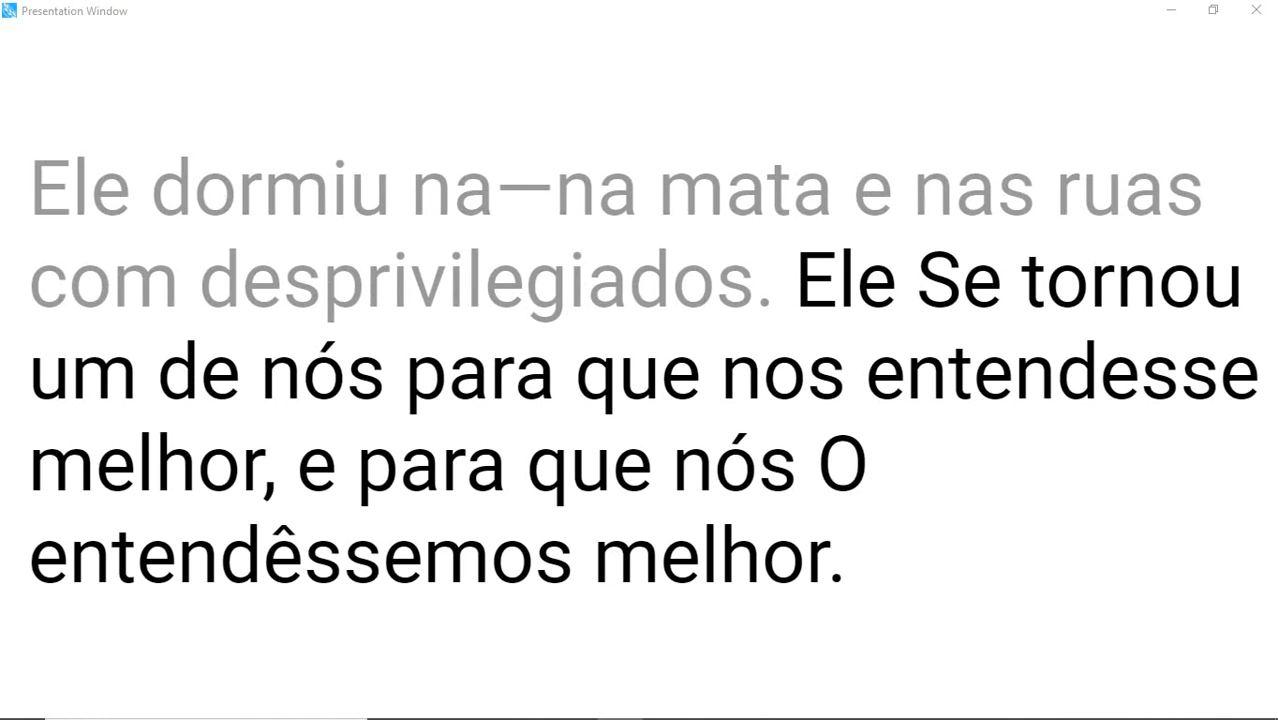 Presentation Window
Ele dormiu na—na mata e nas ruas
com desprivilegiados. Ele Se tornou
um de nós para que nos entendesse
melhor, e para que nós O
entendêssemos melhor.